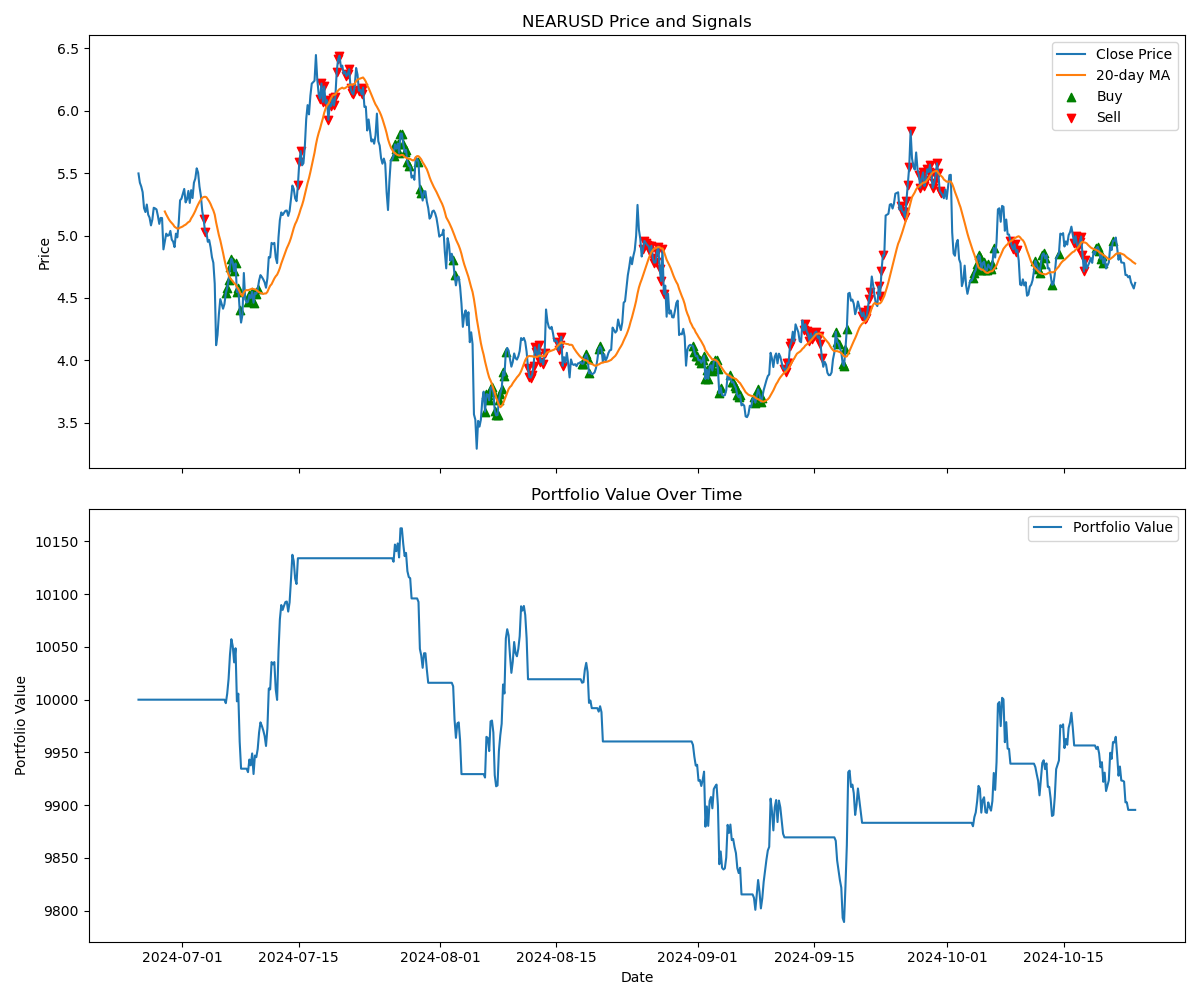 NEARUSD Price and Signals
6.5
6.0
5.5
5.0
4.5
4.0
3.5
Price
Close Price
20-day MA
Buy
Sell
Portfolio Value Over Time
10150
10100
10050
10000
9950
9900
9850
9800
Portfolio Value
Portfolio Value
2024-07-01
2024-07-15
2024-08-01
2024-08-15
2024-09-01
2024-09-15
2024-10-01
2024-10-15
Date